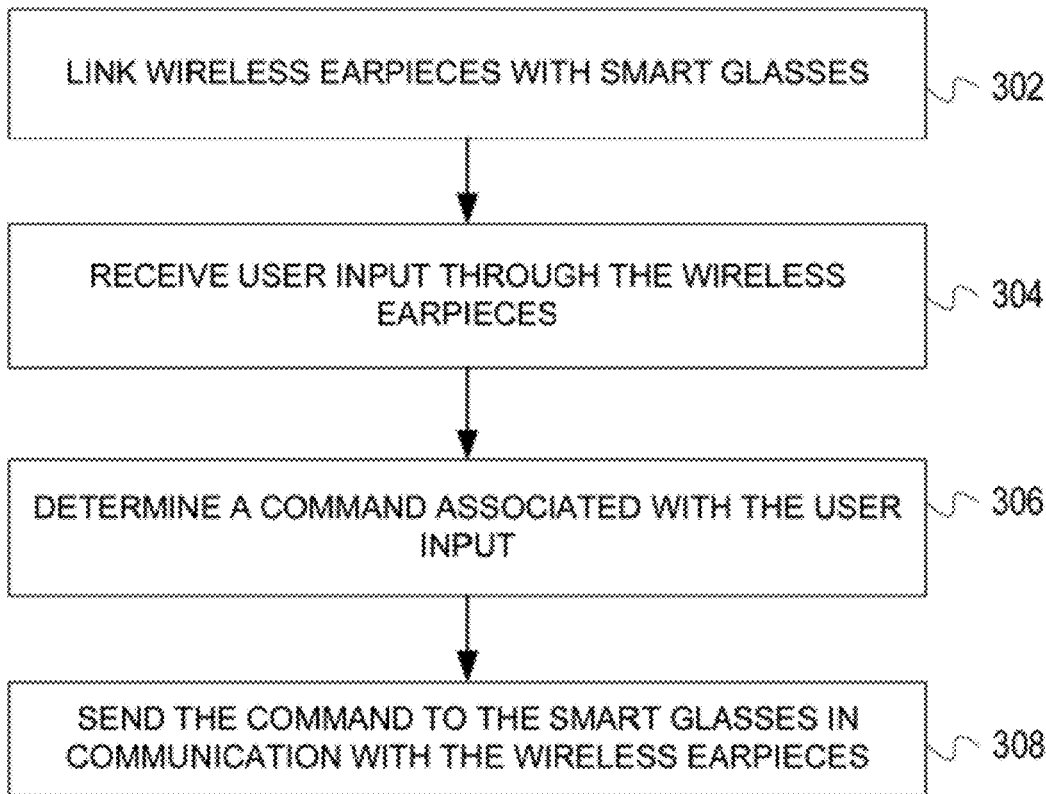 LINK WIRELESS EARPIECES WITH SMART GLASSES
302
RECEIVE USER INPUT THROUGH THE WIRELESS
EARPIECES
304
DETERMINE A COMMAND ASSOCIATED WITH THE USER
INPUT
306
SEND THE COMMAND TO THE SMART GLASSES IN
COMMUNICATION WITH THE WIRELESS EARPIECES
308